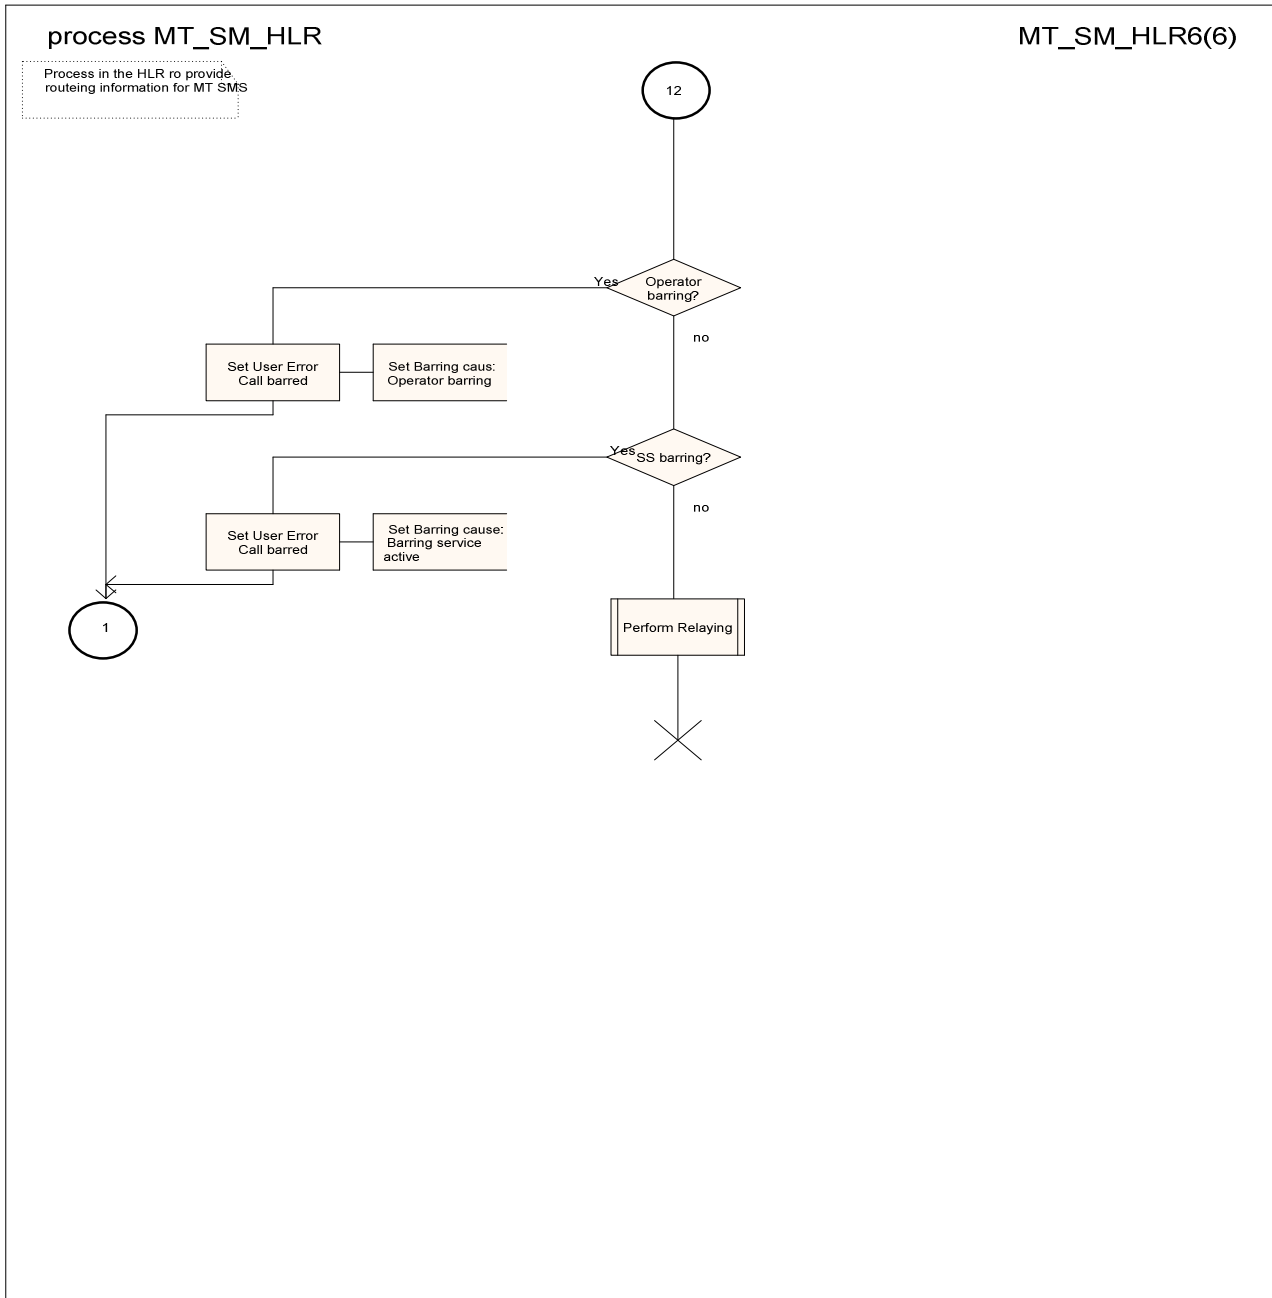 process MT_SM_HLR
MT_SM_HLR6(6)
Process in the HLR ro provide
routeing information for MT SMS
12
Yes
Operator
barring?
no
Set User Error
Call barred
Set Barring caus:
Operator barring
Yes
SS barring?
no
Set User Error
Call barred
Set Barring cause:
Barring service
active
1
Perform Relaying